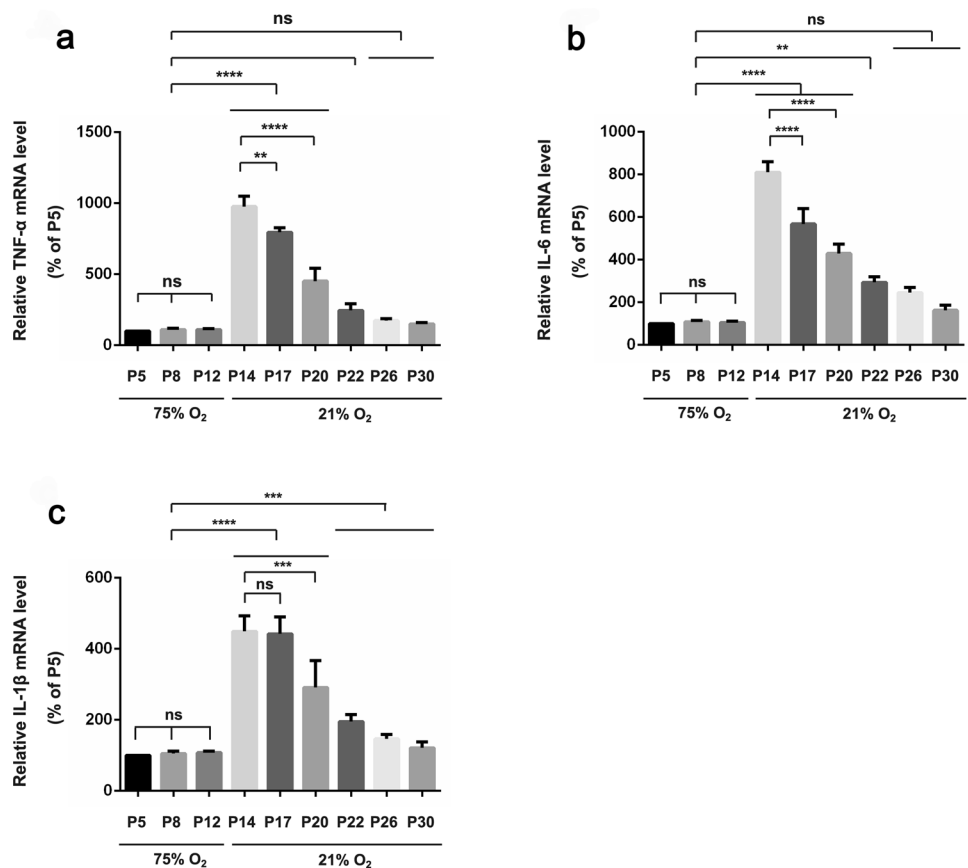 a
ns
****
****
**
Relative TNF-α mRNA level
(% of P5)
1500
1000
500
0
ns
P5 P8 P12 P14 P17 P20 P22 P26 P30
75% O₂ 21% O₂
b
ns
**
****
****
****
Relative IL-6 mRNA level
(% of P5)
1000
800
600
400
200
0
ns
P5 P8 P12 P14 P17 P20 P22 P26 P30
75% O₂ 21% O₂
c
***
****
***
ns
Relative IL-1β mRNA level
(% of P5)
600
400
200
0
ns
P5 P8 P12 P14 P17 P20 P22 P26 P30
75% O₂ 21% O₂